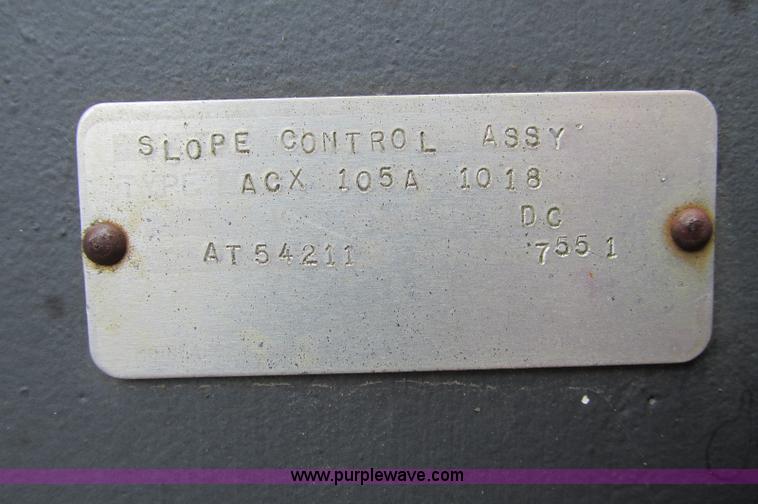 SLOPE CONTROL ASSY
ACX 105A 1018
DC
AT54211 7551
www.purplewave.com